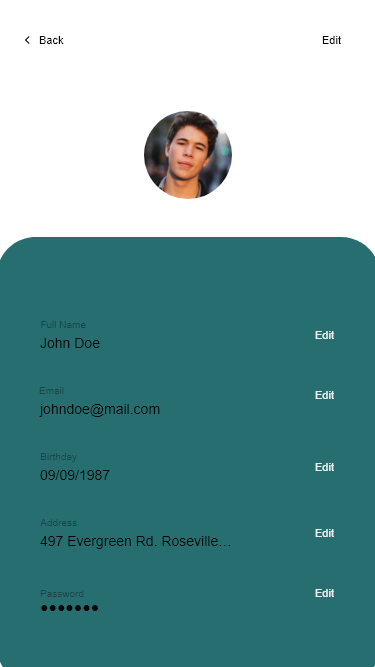 Back
Edit
Full Name
John Doe
Edit
Email
johndoe@mail.com
Edit
Birthday
09/09/1987
Edit
Address
497 Evergreen Rd. Roseville...
Edit
Password
●●●●●●●
Edit